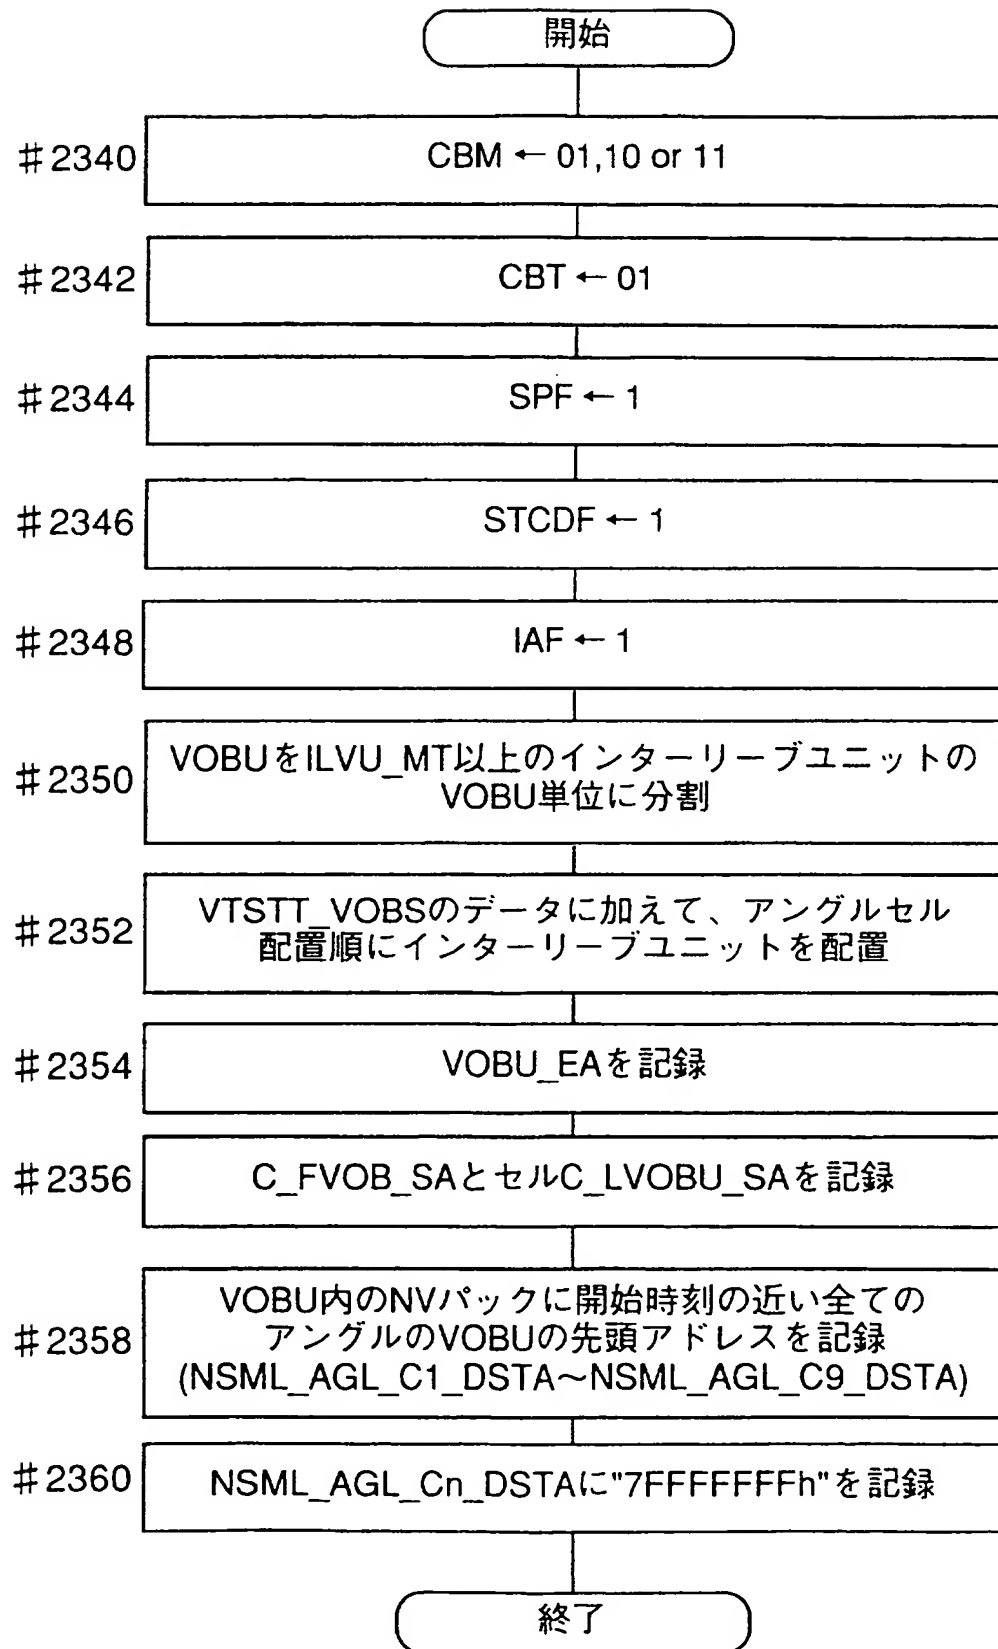 開始
#2340
CBM ← 01,10 or 11
#2342
CBT ← 01
#2344
SPF ← 1
#2346
STCDF ← 1
#2348
IAF ← 1
#2350
VOBUをILVU_MT以上のインターリーブユニットの
VOBU単位に分割
#2352
VTSTT_VOBSのデータに加えて、アングルセル
配置順にインターリーブユニットを配置
#2354
VOBU_EAを記録
#2356
C_FVOB_SAとセルC_LVOBU_SAを記録
#2358
VOBU内のNVパックに開始時刻の近い全ての
アングルのVOBUの先頭アドレスを記録
(NSML_AGL_C1_DSTA～NSML_AGL_C9_DSTA)
#2360
NSML_AGL_Cn_DSTAに"7FFFFFFFh"を記録
終了